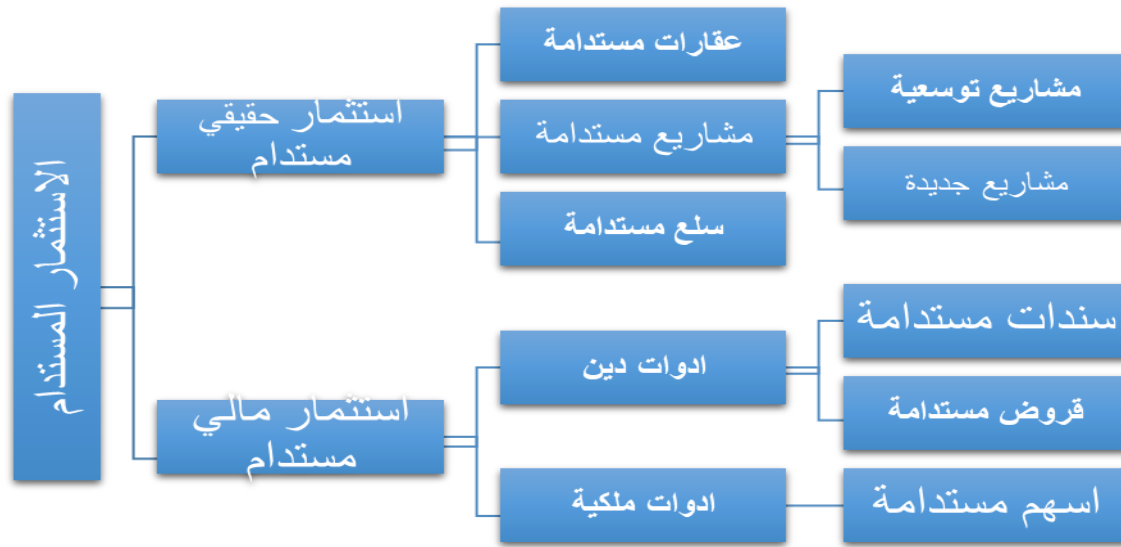 الاستثمار المستدام
استثمار حقيقي
مستدام
عقارات مستدامة
مشاريع مستدامة
مشاريع توسعية
مشاريع جديدة
سلع مستدامة
استثمار مالي
مستدام
ادوات دين
سندات مستدامة
قروض مستدامة
ادوات ملكية
اسهم مستدامة